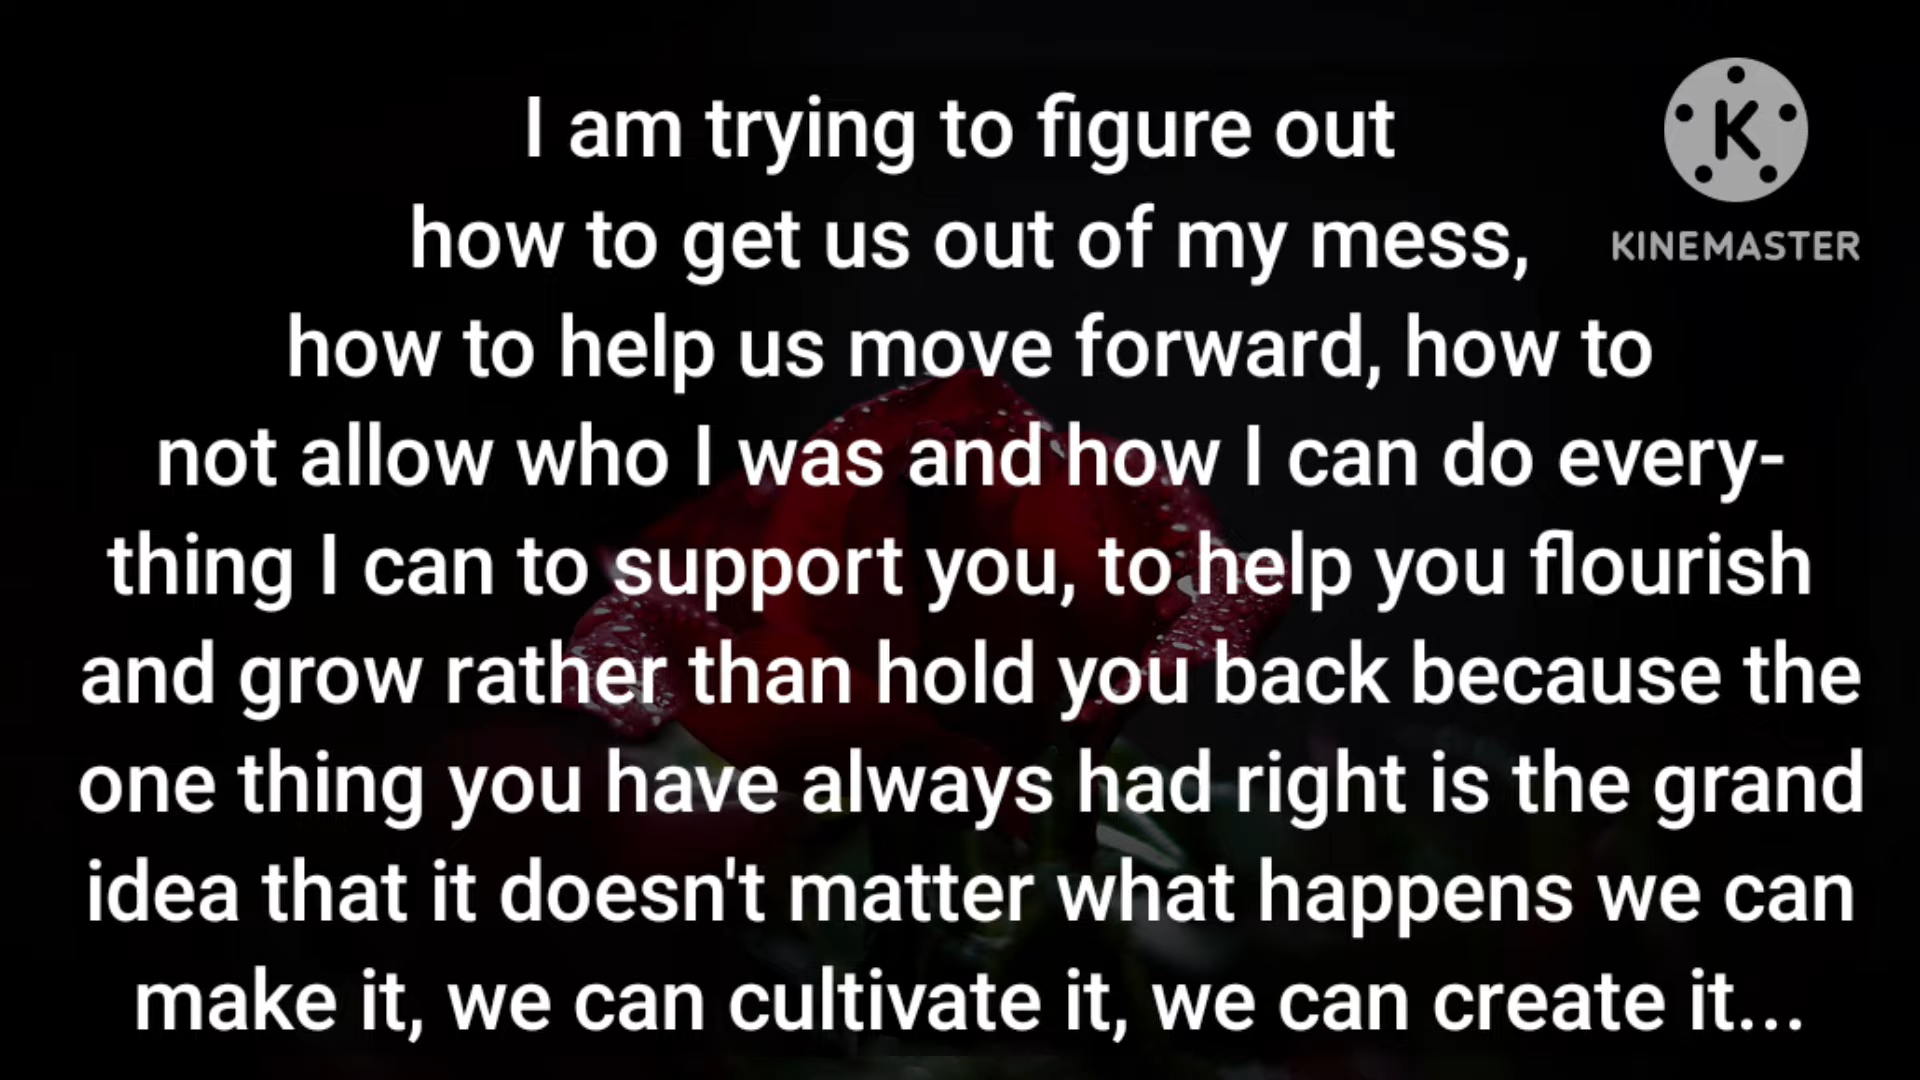 I am trying to figure out
how to get us out of my mess,
how to help us move forward, how to
not allow who I was and how I can do every-
thing I can to support you, to help you flourish
and grow rather than hold you back because the
one thing you have always had right is the grand
idea that it doesn't matter what happens we can
make it, we can cultivate it, we can create it...
K
KINEMASTER